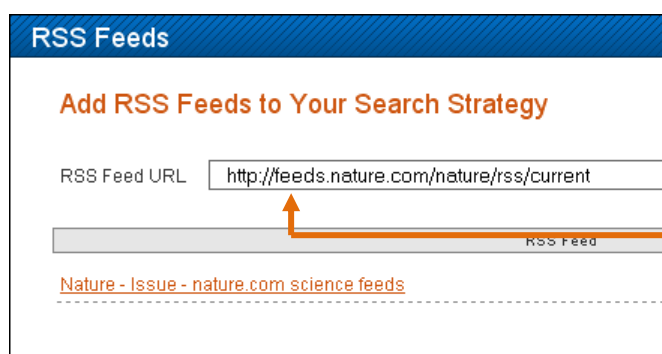 RSS Feeds
Add RSS Feeds to Your Search Strategy
RSS Feed URL http://feeds.nature.com/nature/rss/current
RSS Feed
Nature - Issue - nature.com science feeds